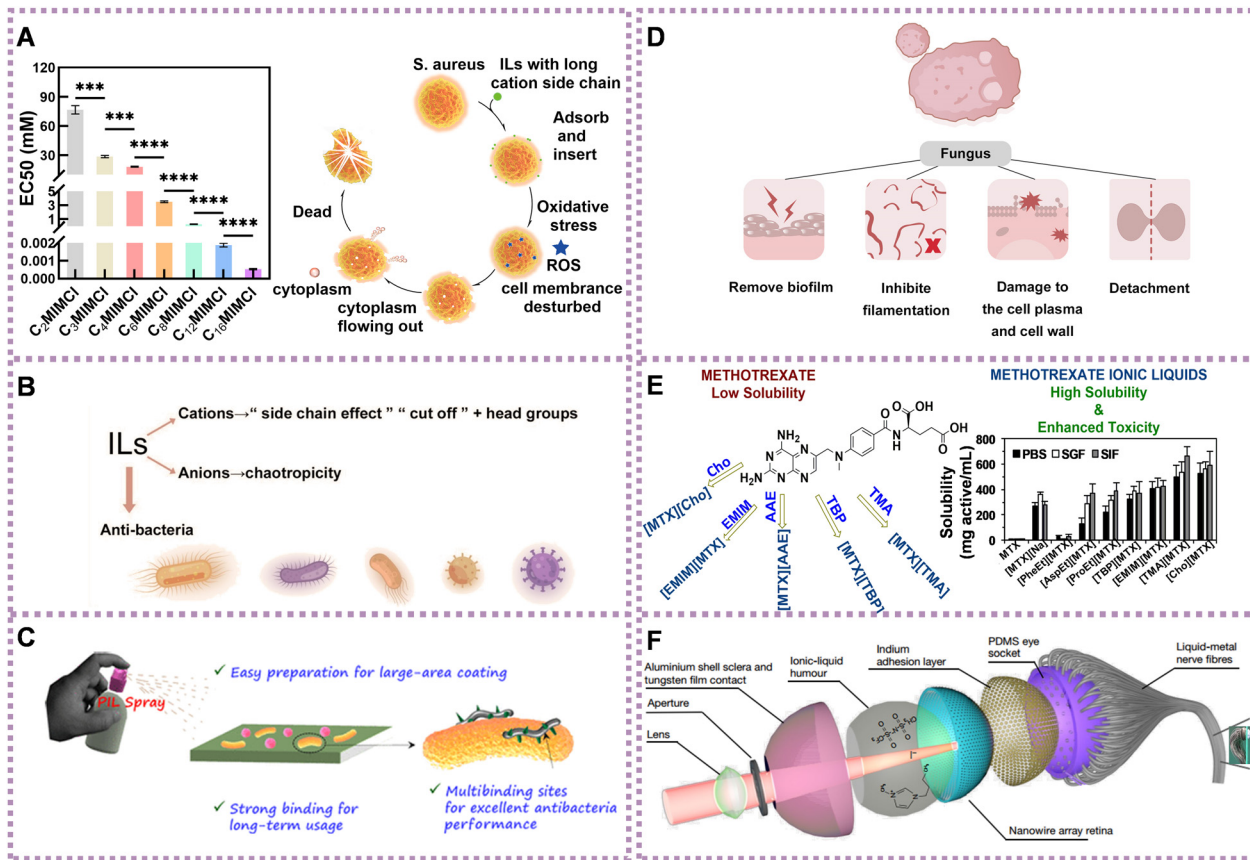 A
120
90
60
30
5
3
1
0.002
0.001
0.000
EC50 (mM)
***
***
****
****
****
****
C₂MIMCI
C₃MIMCI
C₄MIMCI
C₆MIMCI
C₈MIMCI
C₁₂MIMCI
C₁₆MIMCI
S. aureus
ILs with long
cation side chain
Adsorb
and
insert
Oxidative
stress
ROS
cell membrance
desturbed
cytoplasm
flowing out
cytoplasm
Dead
B
ILs
Cations→“ side chain effect ” “ cut off ” + head groups
Anions→chaotropicity
Anti-bacteria
C
PIL Spray
✓ Easy preparation for large-area coating
✓ Strong binding for
long-term usage
✓ Multibinding sites
for excellent antibacteria
performance
D
Fungus
Remove biofilm
Inhibite
filamentation
Damage to
the cell plasma
and cell wall
Detachment
E
METHOTREXATE
Low Solubility
METHOTREXATE IONIC LIQUIDS
High Solubility
&
Enhanced Toxicity
NH₂
N
N
H₂N
N
N
N
O
N
H
O
OH
OH
O
Cho
EMIM
AAE
TBP
TMA
[MTX][Cho]
[EMIM][MTX]
[MTX][AAE]
[MTX][TBP]
[MTX][TMA]
Solubility
(mg active/mL)
800
600
400
200
0
PBS
SGF
SIF
MTX
[MTX][Na]
[PheEt][MTX]
[AspEt][MTX]
[ProEt][MTX]
[TBP][MTX]
[EMIM][MTX]
[TMA][MTX]
[Cho][MTX]
F
Aluminium shell sclera and
tungsten film contact
Aperture
Lens
Ionic-liquid
humour
Indium
adhesion layer
PDMS eye
socket
Liquid-metal
nerve fibres
Nanowire array retina